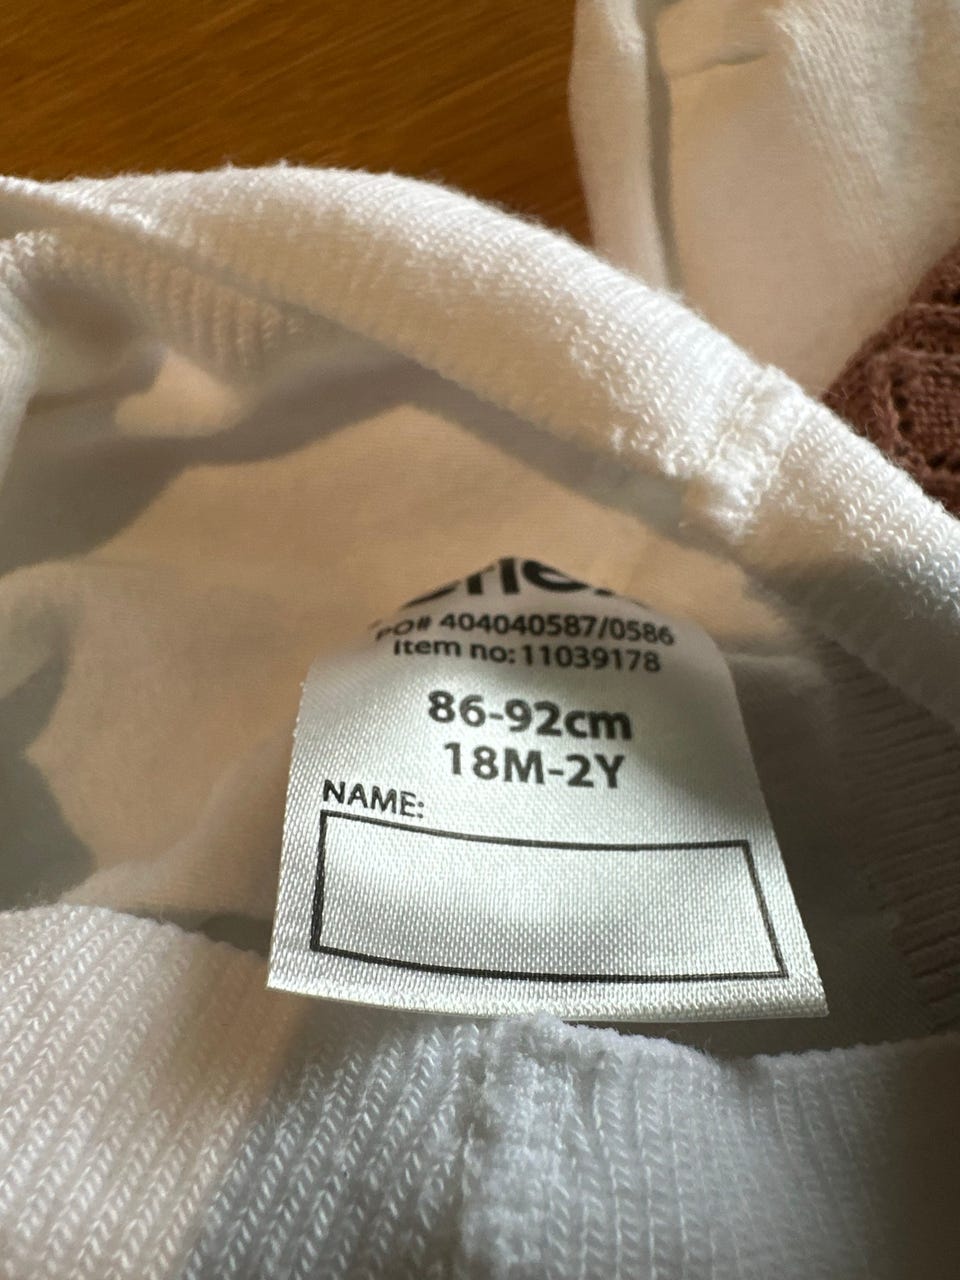 PO# 404040587/0586
Item no: 11039178
86-92cm
18M-2Y
NAME: